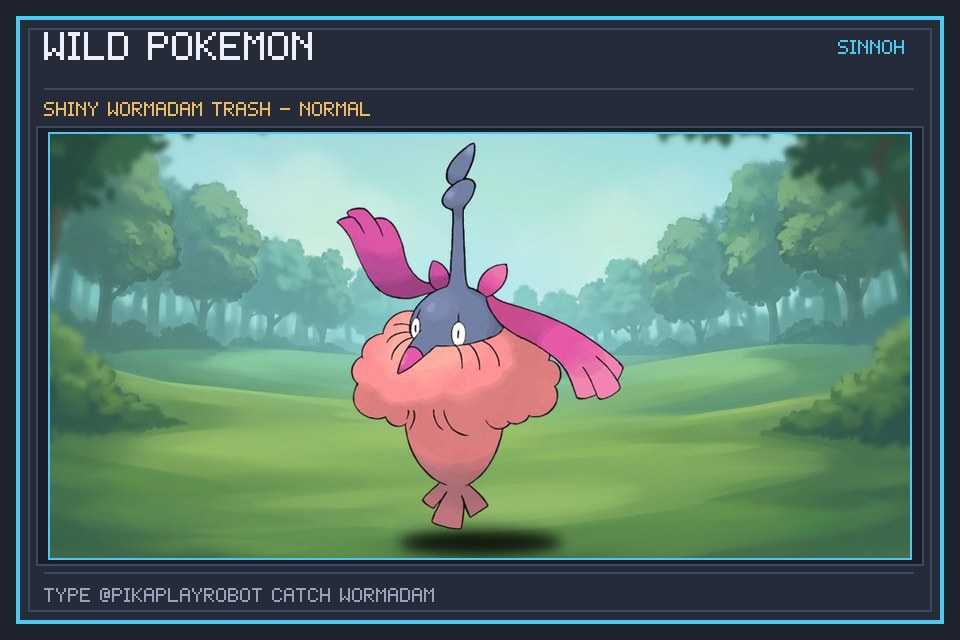 WILD POKEMON
SINNOH
SHINY WORMADAM TRASH - NORMAL
TYPE @PIKAPLAYROBOT CATCH WORMADAM